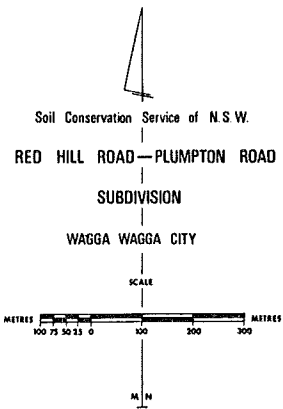 Soil Conservation Service of N.S.W.
RED HILL ROAD—PLUMPTON ROAD
SUBDIVISION
WAGGA WAGGA CITY
SCALE
METRES METRES
100 75 50 25 0 100 200 300
M N